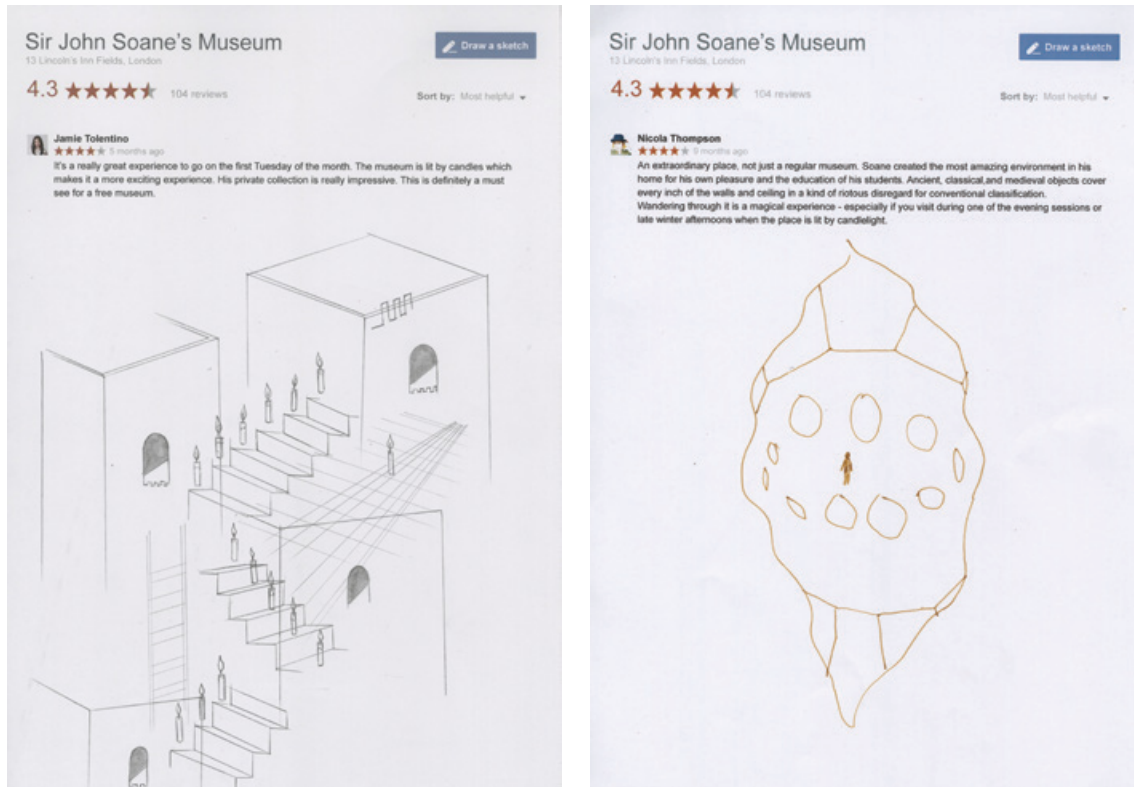 Sir John Soane's Museum
13 Lincoln's Inn Fields, London
Draw a sketch
4.3
104 reviews
Sort by: Most helpful
Jamie Tolentino
5 months ago
It's a really great experience to go on the first Tuesday of the month. The museum is lit by candles which
makes it a more exciting experience. His private collection is really impressive. This is definitely a must
see for a free museum.
Sir John Soane's Museum
13 Lincoln's Inn Fields, London
Draw a sketch
4.3
104 reviews
Sort by: Most helpful
Nicola Thompson
9 months ago
An extraordinary place, not just a regular museum. Soane created the most amazing environment in his
home for his own pleasure and the education of his students. Ancient, classical,and medieval objects cover
every inch of the walls and ceiling in a kind of riotous disregard for conventional classification.
Wandering through it is a magical experience - especially if you visit during one of the evening sessions or
late winter afternoons when the place is lit by candlelight.